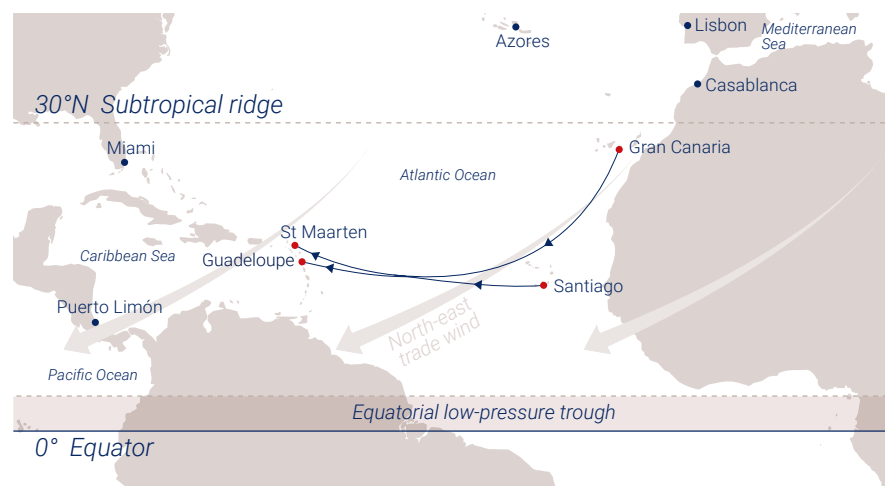 Lisbon
Mediterranean
Sea
Azores
Casablanca
30°N Subtropical ridge
Miami
Gran Canaria
Atlantic Ocean
St Maarten
Caribbean Sea
Guadeloupe
Santiago
Puerto Limón
North-east
trade wind
Pacific Ocean
Equatorial low-pressure trough
0° Equator